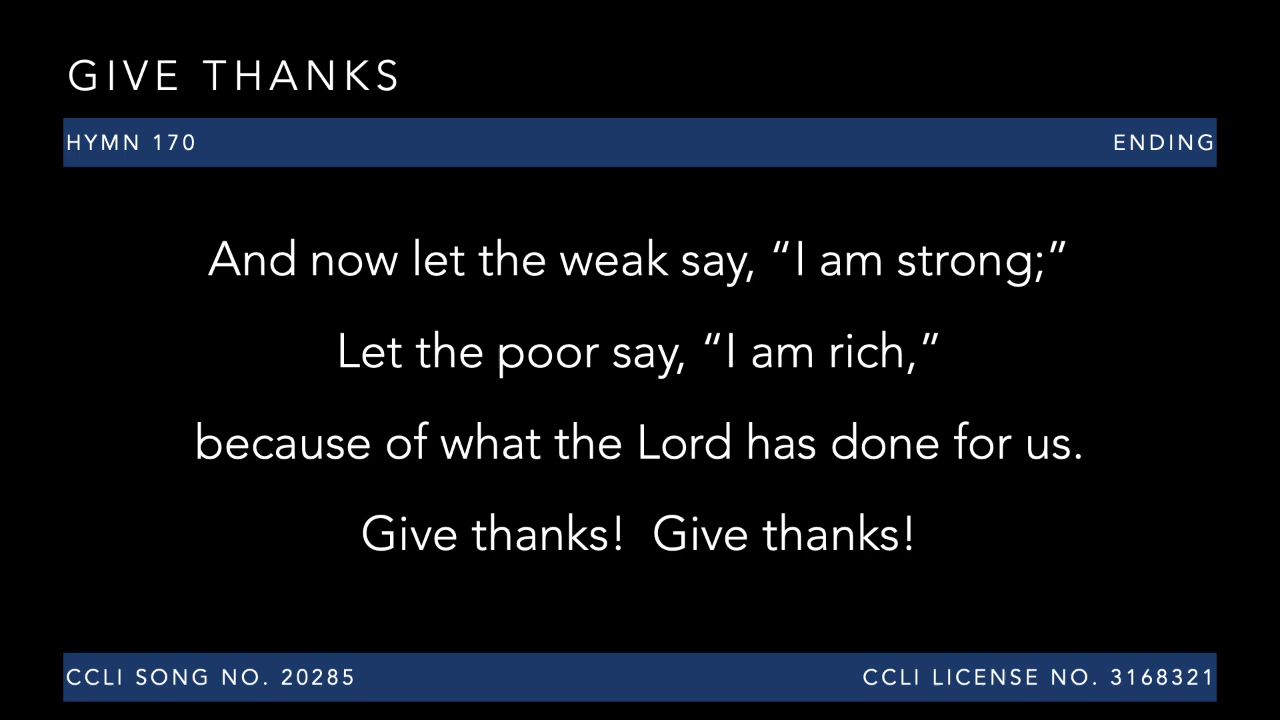 GIVE THANKS
HYMN 170 ENDING
And now let the weak say, “I am strong;”
Let the poor say, “I am rich,”
because of what the Lord has done for us.
Give thanks!  Give thanks!
CCLI SONG NO. 20285 CCLI LICENSE NO. 3168321